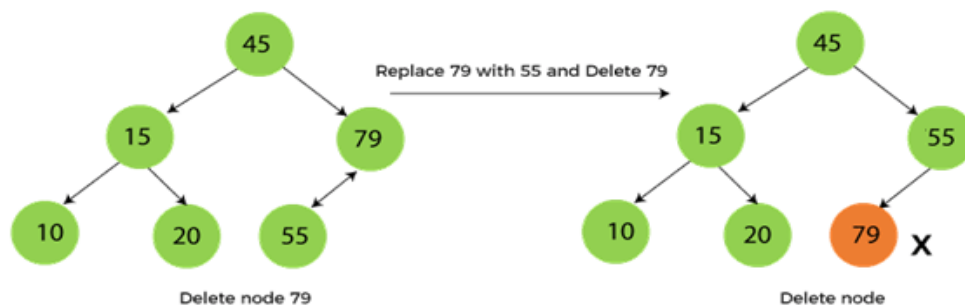 45 45
Replace 79 with 55 and Delete 79
15 79 15 55
10 20 55 10 20 79 X
Delete node 79 Delete node